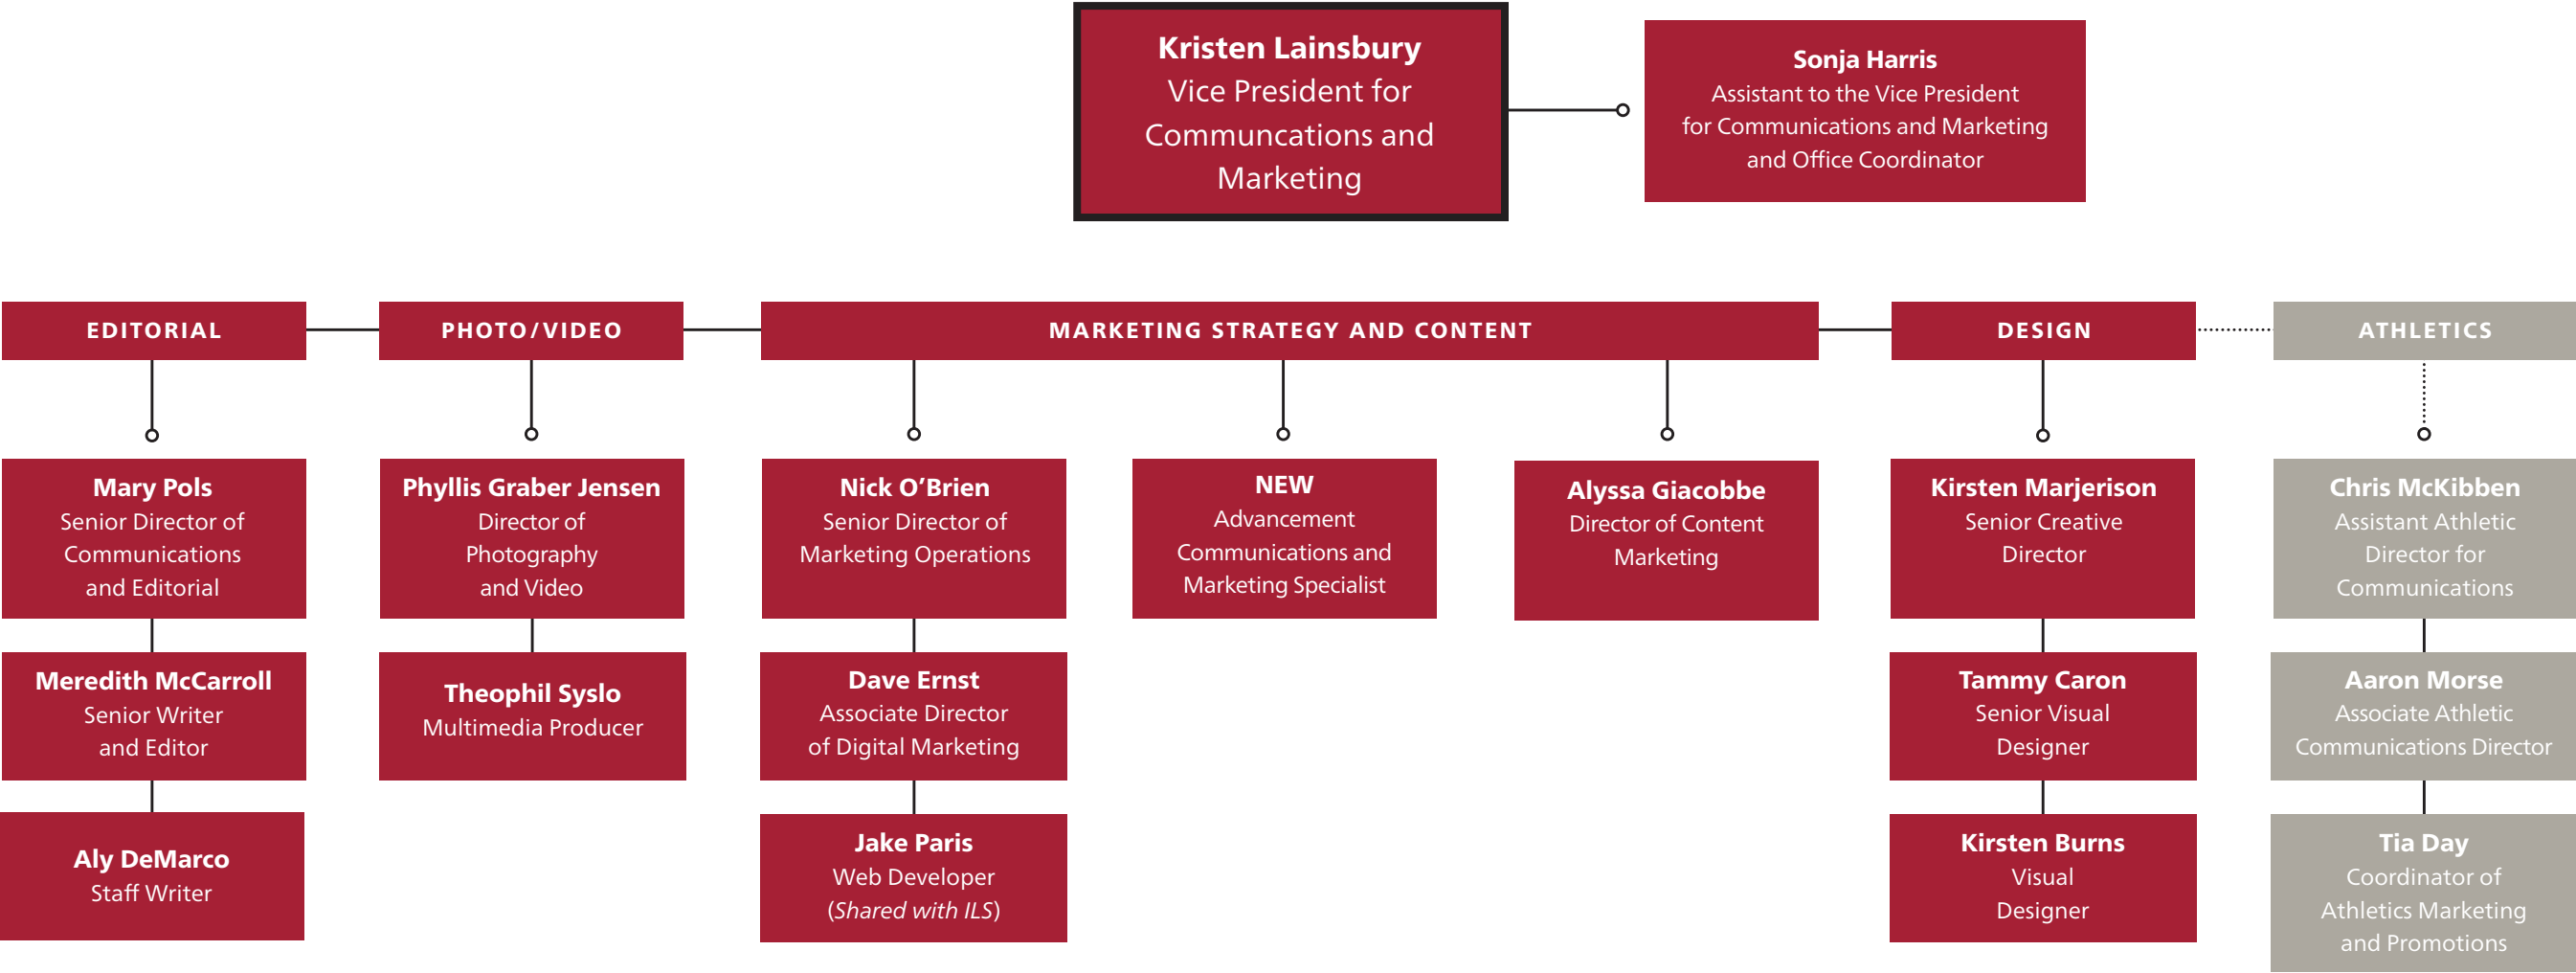 Kristen Lainsbury
Vice President for
Communcations and
Marketing
Sonja Harris
Assistant to the Vice President
for Communications and Marketing
and Office Coordinator
EDITORIAL
PHOTO/VIDEO
MARKETING STRATEGY AND CONTENT
DESIGN
ATHLETICS
Mary Pols
Senior Director of
Communications
and Editorial
Meredith McCarroll
Senior Writer
and Editor
Aly DeMarco
Staff Writer
Phyllis Graber Jensen
Director of
Photography
and Video
Theophil Syslo
Multimedia Producer
Nick O’Brien
Senior Director of
Marketing Operations
Dave Ernst
Associate Director
of Digital Marketing
Jake Paris
Web Developer
(Shared with ILS)
NEW
Advancement
Communications and
Marketing Specialist
Alyssa Giacobbe
Director of Content
Marketing
Kirsten Marjerison
Senior Creative
Director
Tammy Caron
Senior Visual
Designer
Kirsten Burns
Visual
Designer
Chris McKibben
Assistant Athletic
Director for
Communications
Aaron Morse
Associate Athletic
Communications Director
Tia Day
Coordinator of
Athletics Marketing
and Promotions